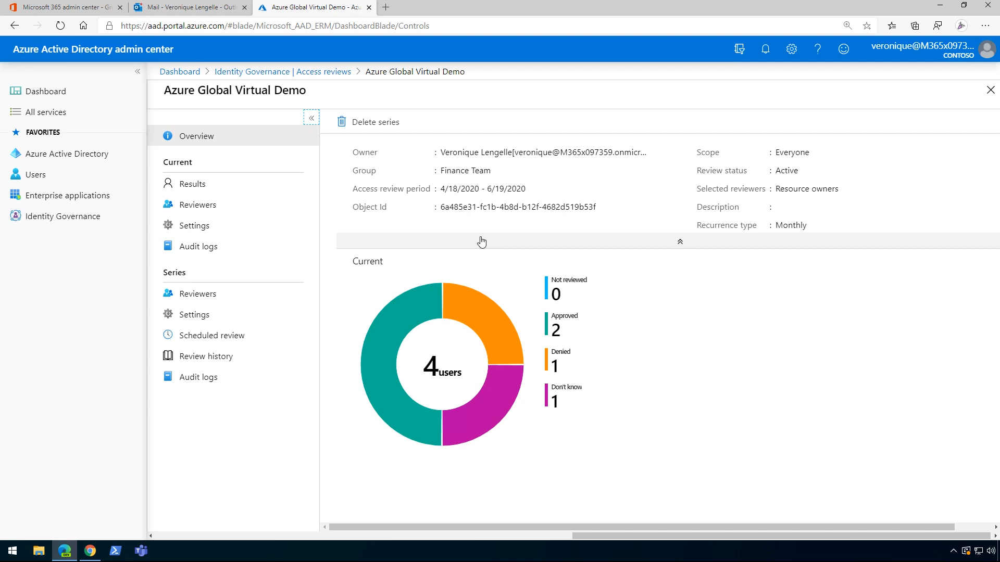 Microsoft 365 admin center - Gr
Mail - Veronique Lengelle - Outl
Azure Global Virtual Demo - Azu
https://aad.portal.azure.com/#blade/Microsoft_AAD_ERM/DashboardBlade/Controls
Azure Active Directory admin center
veronique@M365x0973...
CONTOSO
Dashboard > Identity Governance | Access reviews > Azure Global Virtual Demo
Azure Global Virtual Demo
Dashboard
All services
FAVORITES
Azure Active Directory
Users
Enterprise applications
Identity Governance
Overview
Current
Results
Reviewers
Settings
Audit logs
Series
Reviewers
Settings
Scheduled review
Review history
Audit logs
Delete series
Owner : Veronique Lengelle[veronique@M365x097359.onmicr...
Group : Finance Team
Access review period : 4/18/2020 - 6/19/2020
Object Id : 6a485e31-fc1b-4b8d-b12f-4682d519b53f
Scope : Everyone
Review status : Active
Selected reviewers : Resource owners
Description :
Recurrence type : Monthly
Current
4 users
Not reviewed
0
Approved
2
Denied
1
Don't know
1
DEV